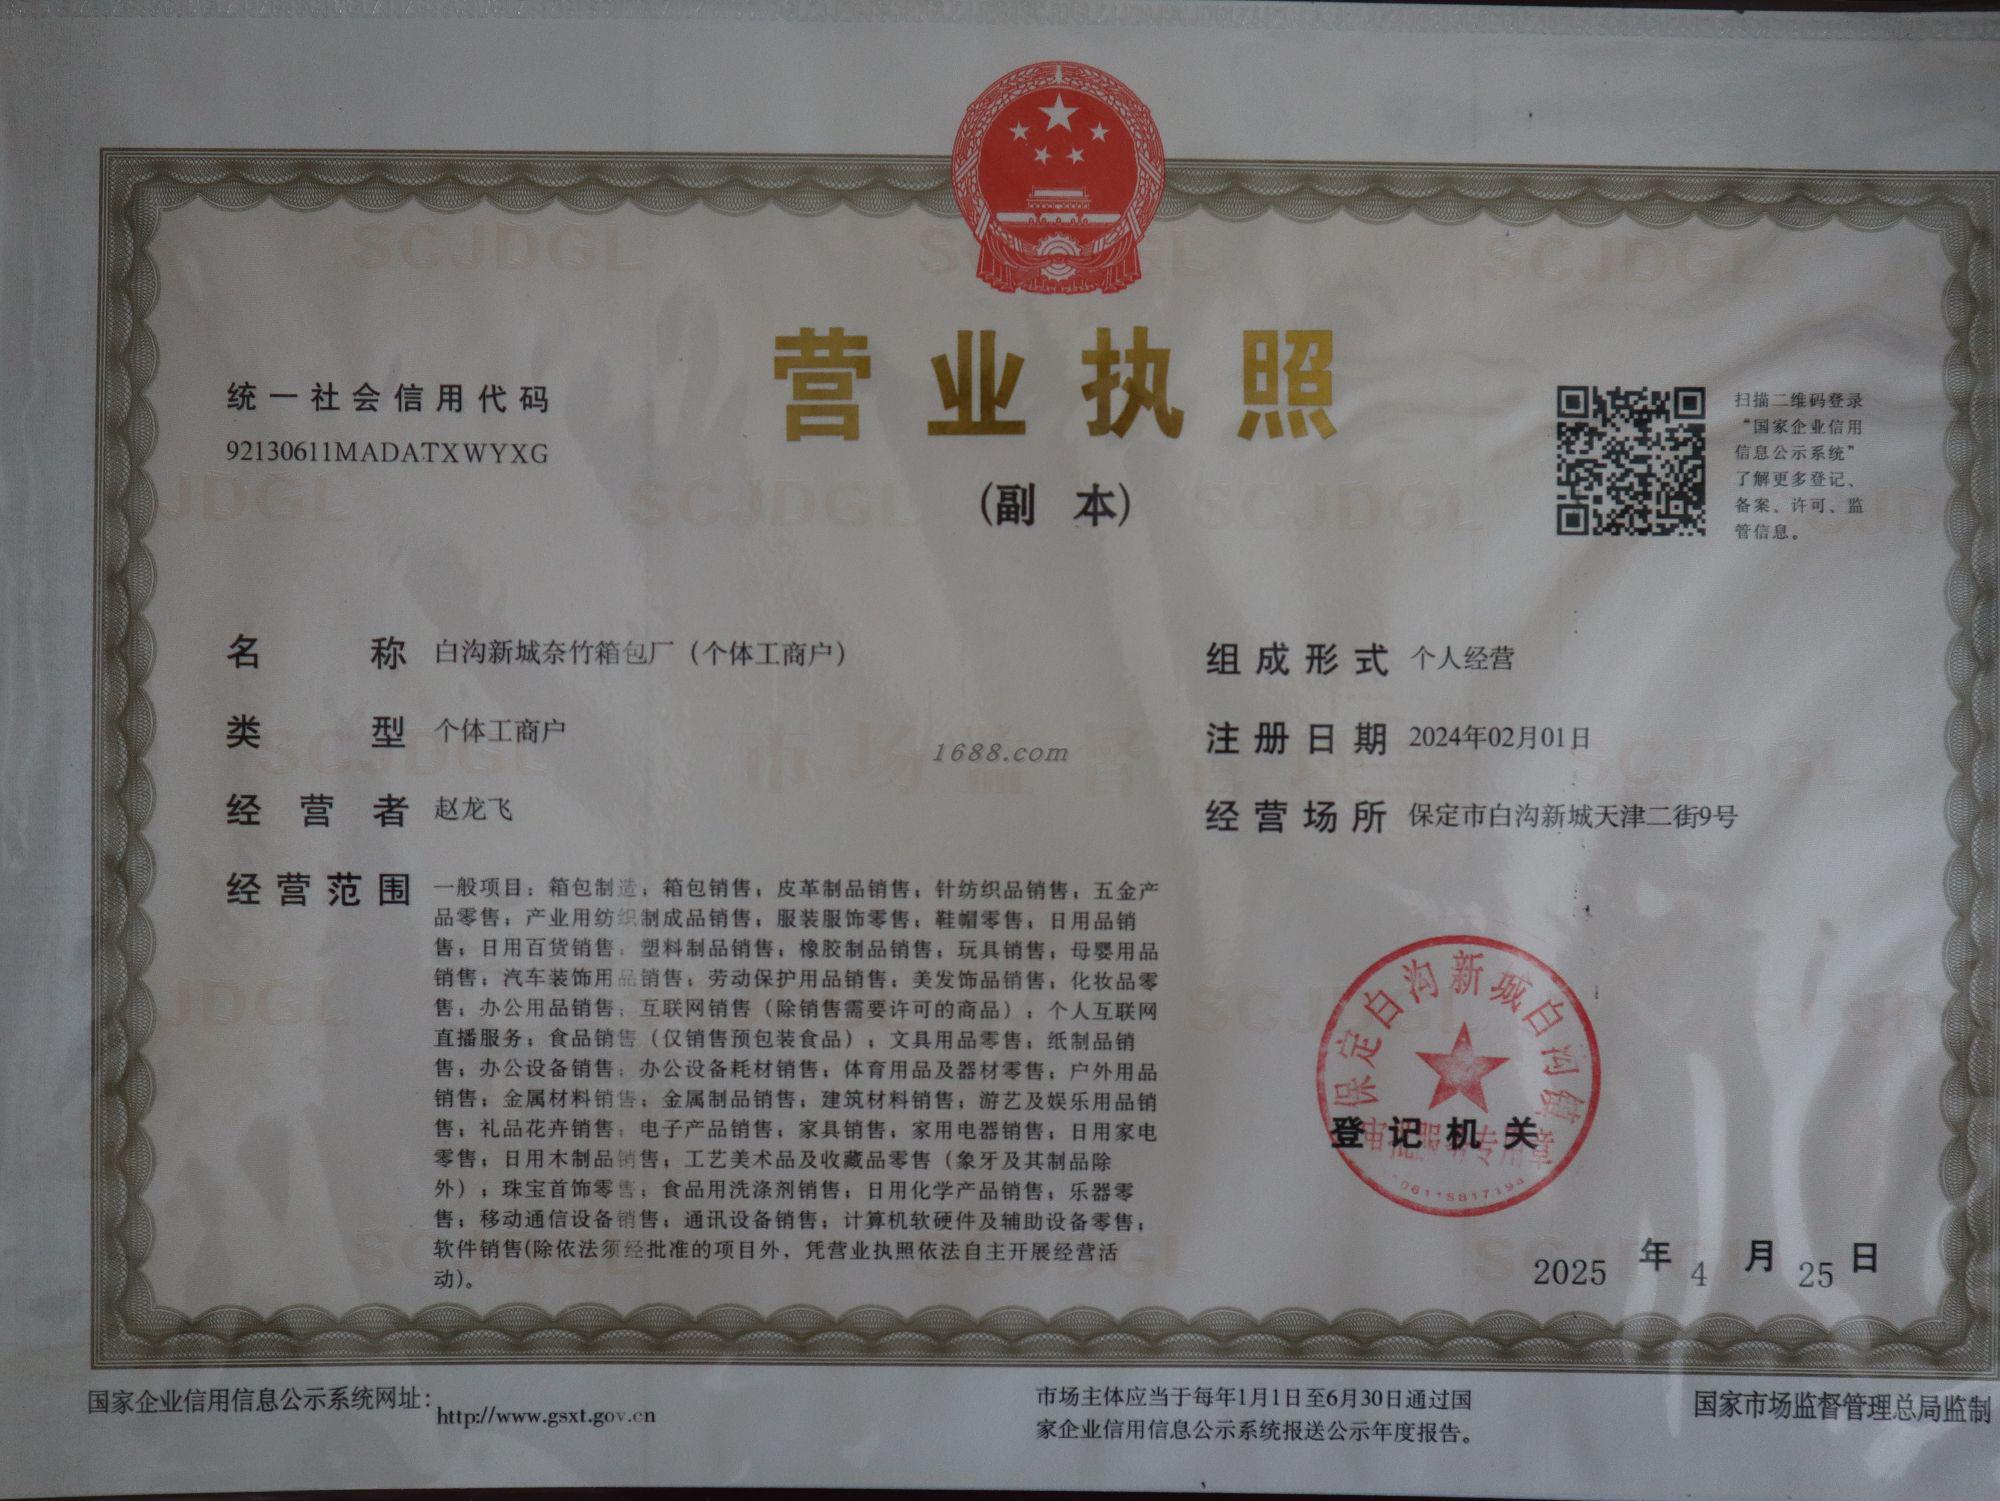 营业执照
(副 本)
统一社会信用代码
92130611MADATXWYXG
扫描二维码登录
“国家企业信用
信息公示系统”
了解更多登记、
备案、许可、监
管信息。
名 称 白沟新城奈竹箱包厂（个体工商户）
类 型 个体工商户
经 营 者 赵龙飞
经营范围 一般项目：箱包制造；箱包销售；皮革制品销售；针纺织品销售；五金产
品零售；产业用纺织制成品销售；服装服饰零售；鞋帽零售；日用品销
售；日用百货销售；塑料制品销售；橡胶制品销售；玩具销售；母婴用品
销售；汽车装饰用品销售；劳动保护用品销售；美发饰品销售；化妆品零
售；办公用品销售；互联网销售（除销售需要许可的商品）；个人互联网
直播服务；食品销售（仅销售预包装食品）；文具用品零售；纸制品销
售；办公设备销售；办公设备耗材销售；体育用品及器材零售；户外用品
销售；金属材料销售；金属制品销售；建筑材料销售；游艺及娱乐用品销
售；礼品花卉销售；电子产品销售；家具销售；家用电器销售；日用家电
零售；日用木制品销售；工艺美术品及收藏品零售（象牙及其制品除
外）；珠宝首饰零售；食品用洗涤剂销售；日用化学产品销售；乐器零
售；移动通信设备销售；通讯设备销售；计算机软硬件及辅助设备零售；
软件销售(除依法须经批准的项目外，凭营业执照依法自主开展经营活
动)。
组成形式 个人经营
注册日期 2024年02月01日
经营场所 保定市白沟新城天津二街9号
1688.com
保定白沟新城白沟镇
登记机关
2025 年 4 月 25 日
国家企业信用信息公示系统网址：http://www.gsxt.gov.cn
市场主体应当于每年1月1日至6月30日通过国
家企业信用信息公示系统报送公示年度报告。
国家市场监督管理总局监制
SCJDGL